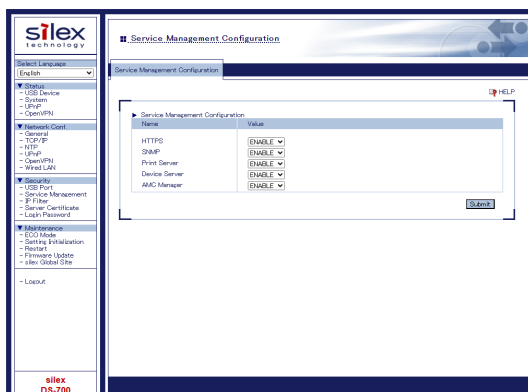 silex
technology
Select Language
English
▼ Status
- USB Device
- System
- UPnP
- OpenVPN
▼ Network Conf.
- General
- TCP/IP
- NTP
- UPnP
- OpenVPN
- Wired LAN
▼ Security
- USB Port
- Service Management
- IP Filter
- Server Certificate
- Login Password
▼ Maintenance
- ECO Mode
- Setting Initialization
- Restart
- Firmware Update
- silex Global Site
- Logout
silex
DS-700
Service Management Configuration
Service Management Configuration
HELP
▶ Service Management Configuration
Name Value
HTTPS ENABLE
SNMP ENABLE
Print Server ENABLE
Device Server ENABLE
AMC Manager ENABLE
Submit